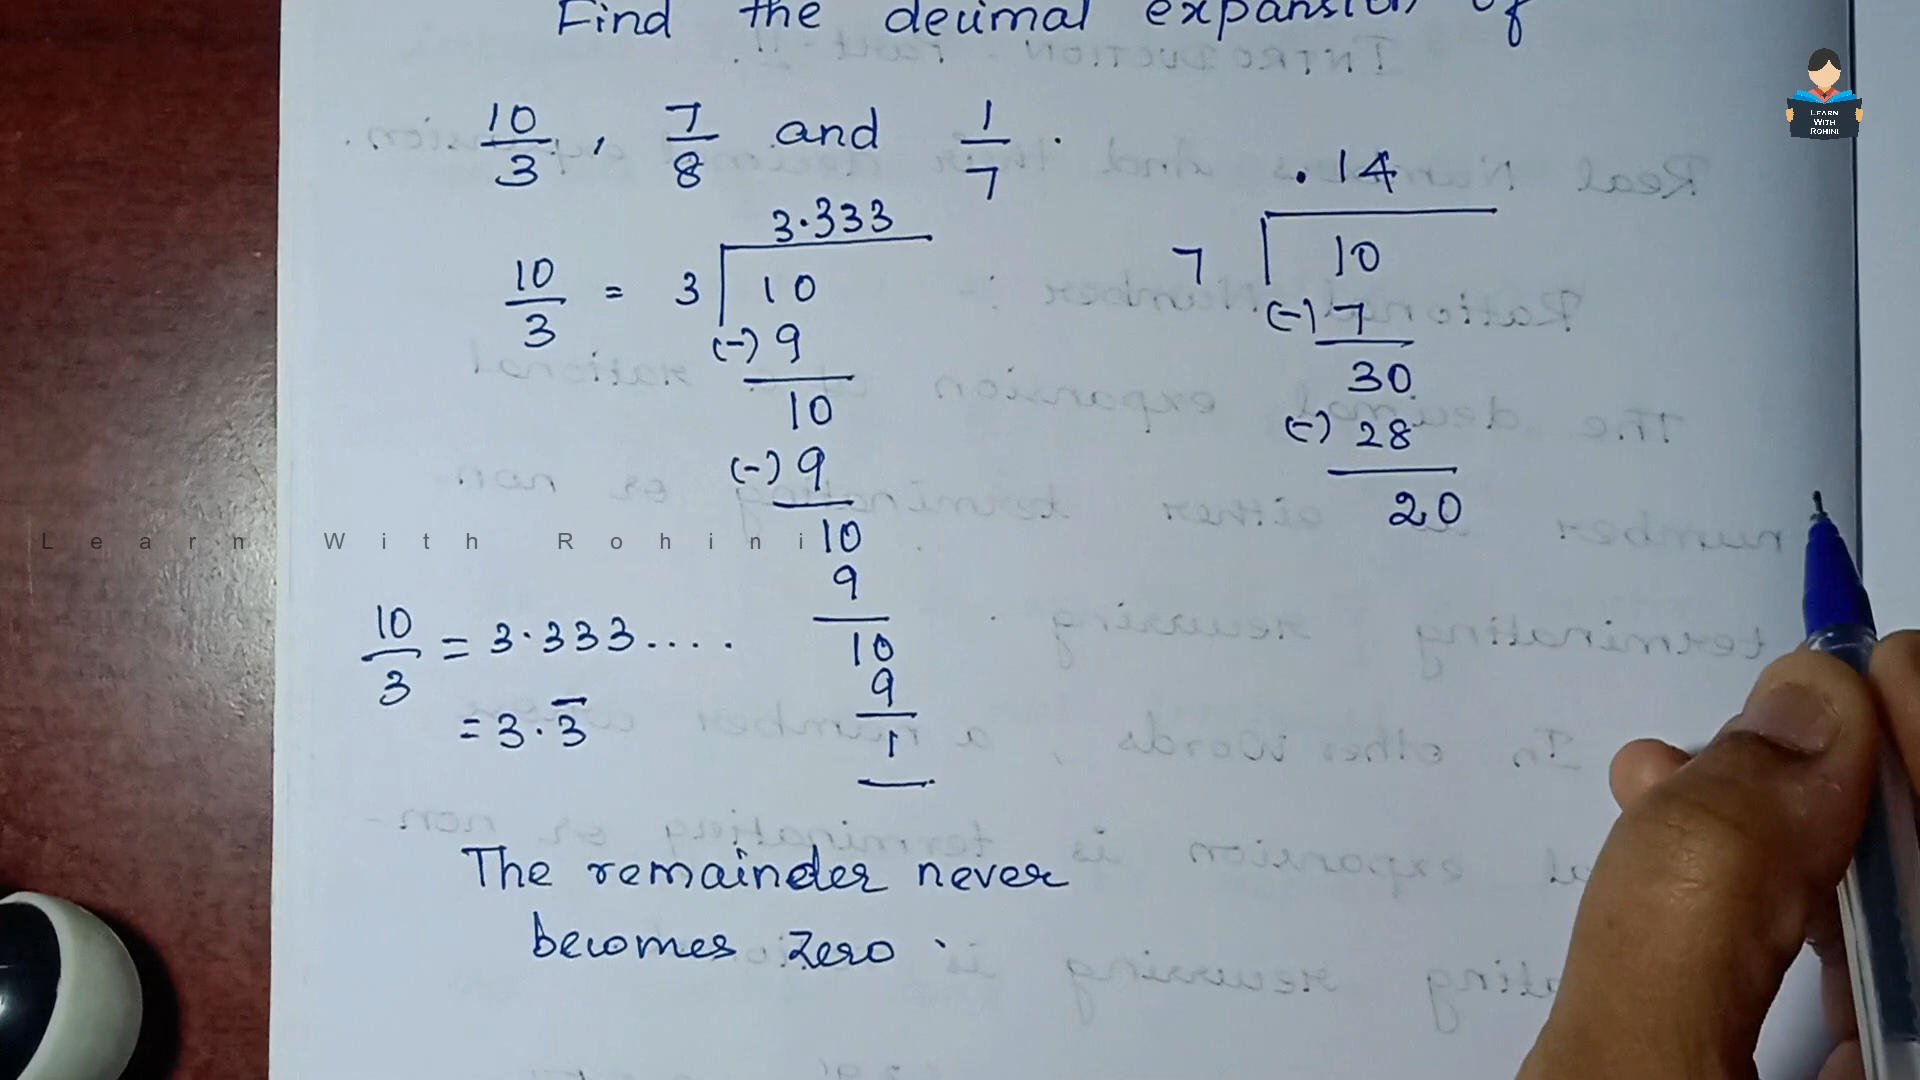 Find the decimal expansion of
10/3, 7/8 and 1/7.
3.333
10/3 = 3 10
(-) 9
10
(-) 9
10
9
10
9
1
10/3 = 3.333....
= 3.3̅
The remainder never
becomes zero.
.14
7 10
(-) 7
30
(-) 28
20
LEARN
WITH
ROHINI
Learn With Rohini